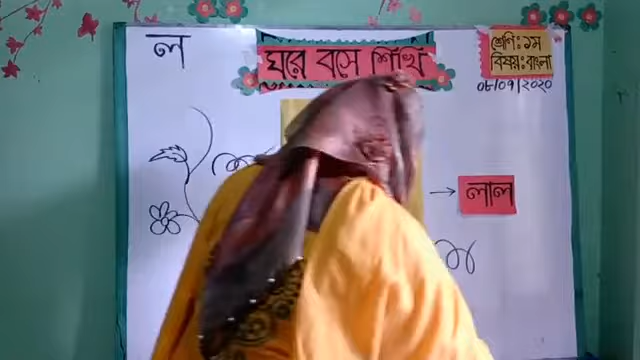 ল
ঘরে বসে শিখি
শ্রেণি: ১ম
বিষয়: বাংলা
০৮/০৭/২০২০
→ লাল